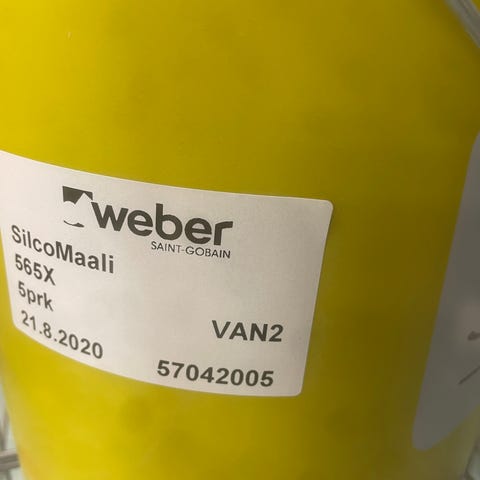 weber
SAINT-GOBAIN
SilcoMaali
565X
5prk
21.8.2020
VAN2
57042005